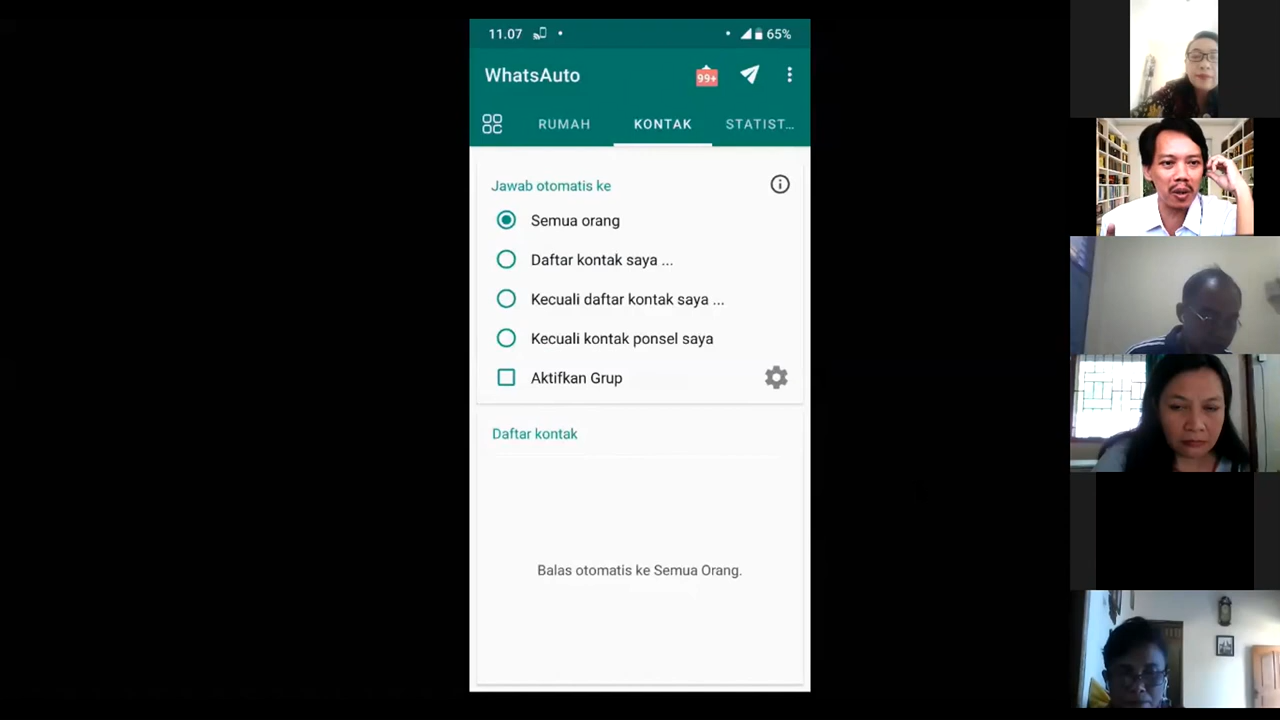 11.07
65%
WhatsAuto
99+
RUMAH
KONTAK
STATIST...
Jawab otomatis ke
Semua orang
Daftar kontak saya ...
Kecuali daftar kontak saya ...
Kecuali kontak ponsel saya
Aktifkan Grup
Daftar kontak
Balas otomatis ke Semua Orang.